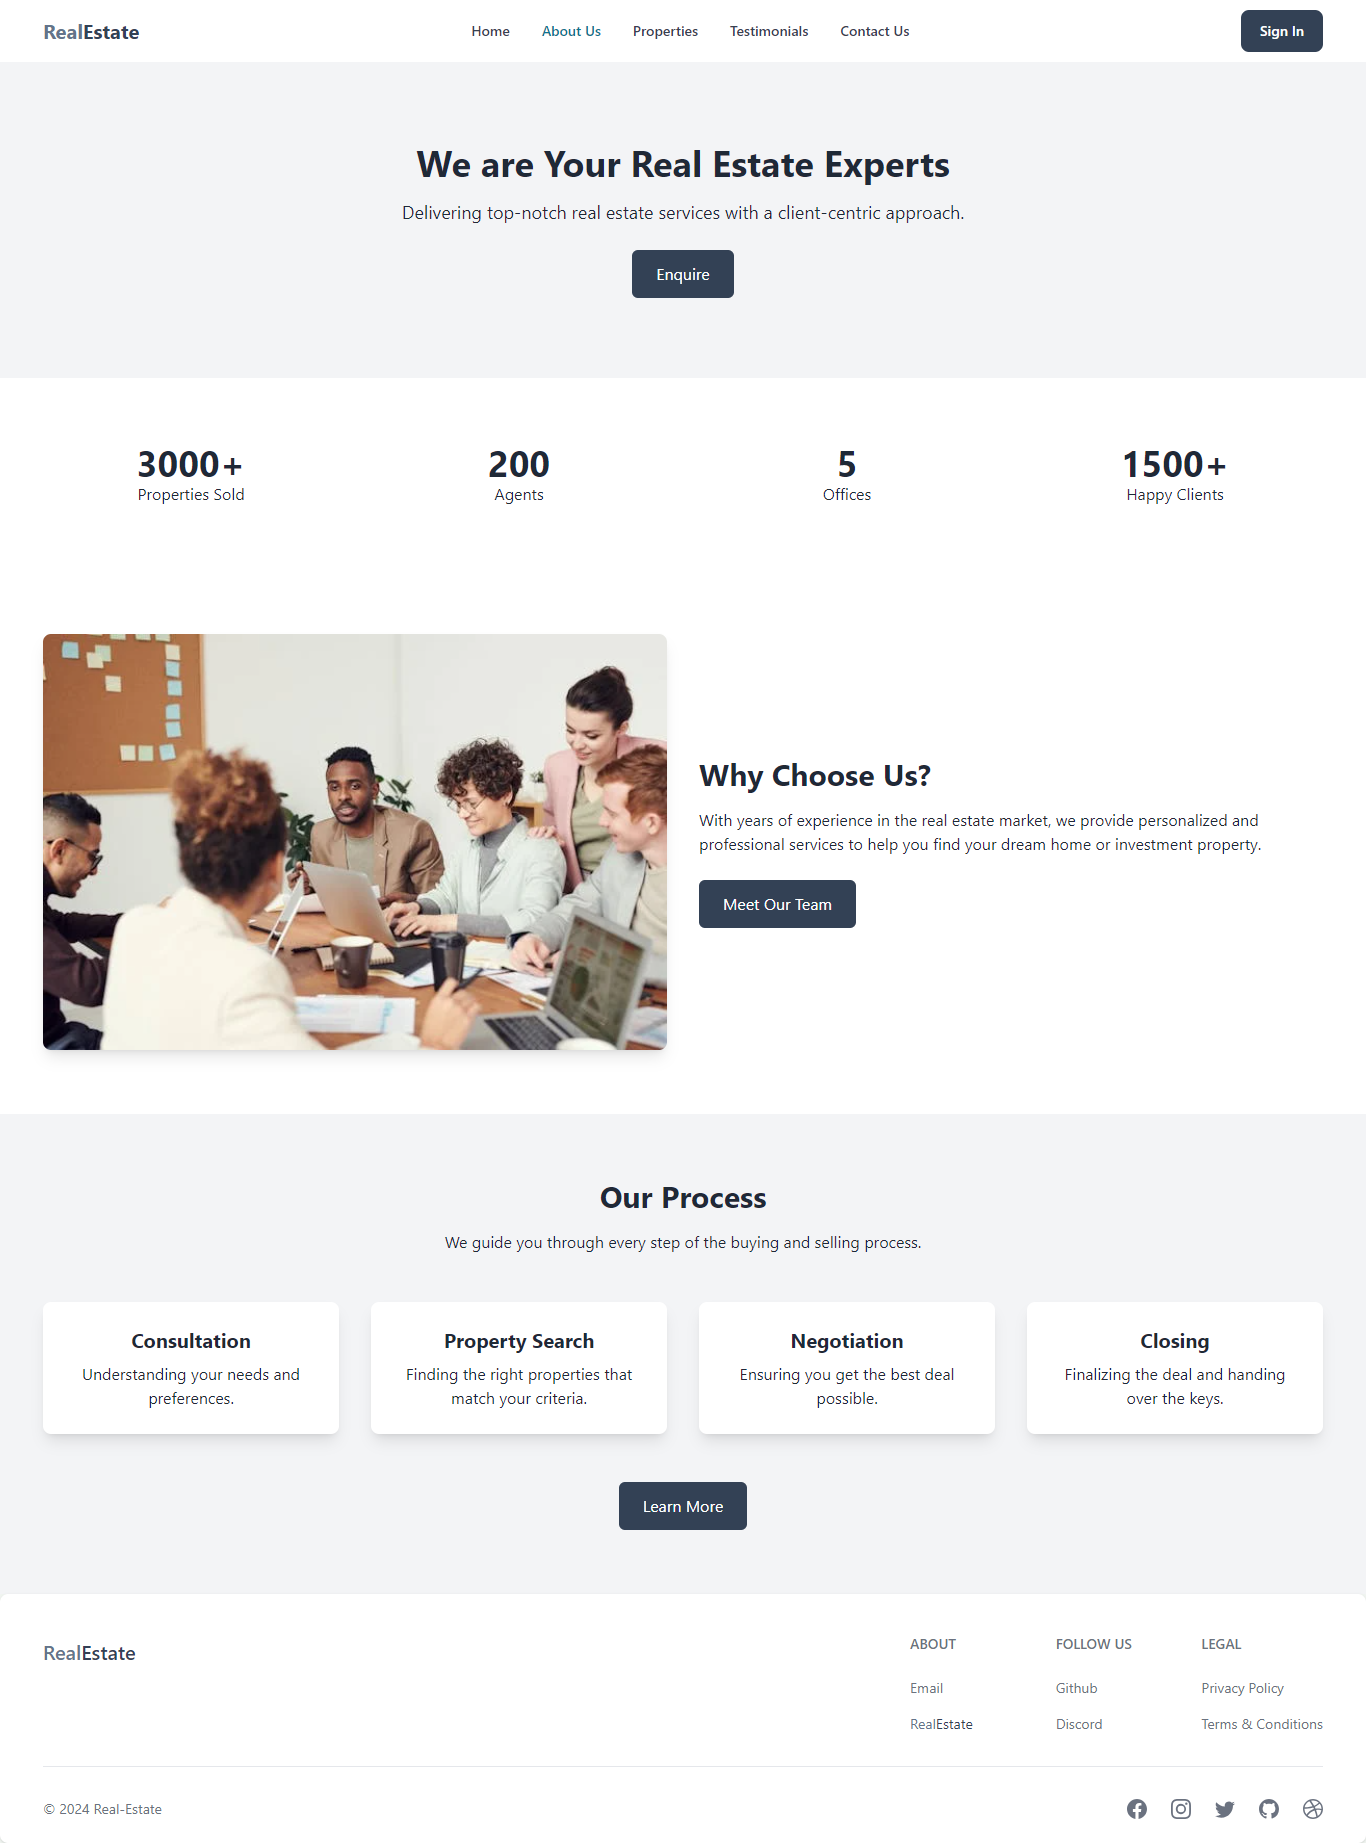 RealEstate
Home
About Us
Properties
Testimonials
Contact Us
Sign In
We are Your Real Estate Experts
Delivering top-notch real estate services with a client-centric approach.
Enquire
3000+
Properties Sold
200
Agents
5
Offices
1500+
Happy Clients
Why Choose Us?
With years of experience in the real estate market, we provide personalized and
professional services to help you find your dream home or investment property.
Meet Our Team
Our Process
We guide you through every step of the buying and selling process.
Consultation
Understanding your needs and
preferences.
Property Search
Finding the right properties that
match your criteria.
Negotiation
Ensuring you get the best deal
possible.
Closing
Finalizing the deal and handing
over the keys.
Learn More
RealEstate
ABOUT
Email
RealEstate
FOLLOW US
Github
Discord
LEGAL
Privacy Policy
Terms & Conditions
© 2024 Real-Estate